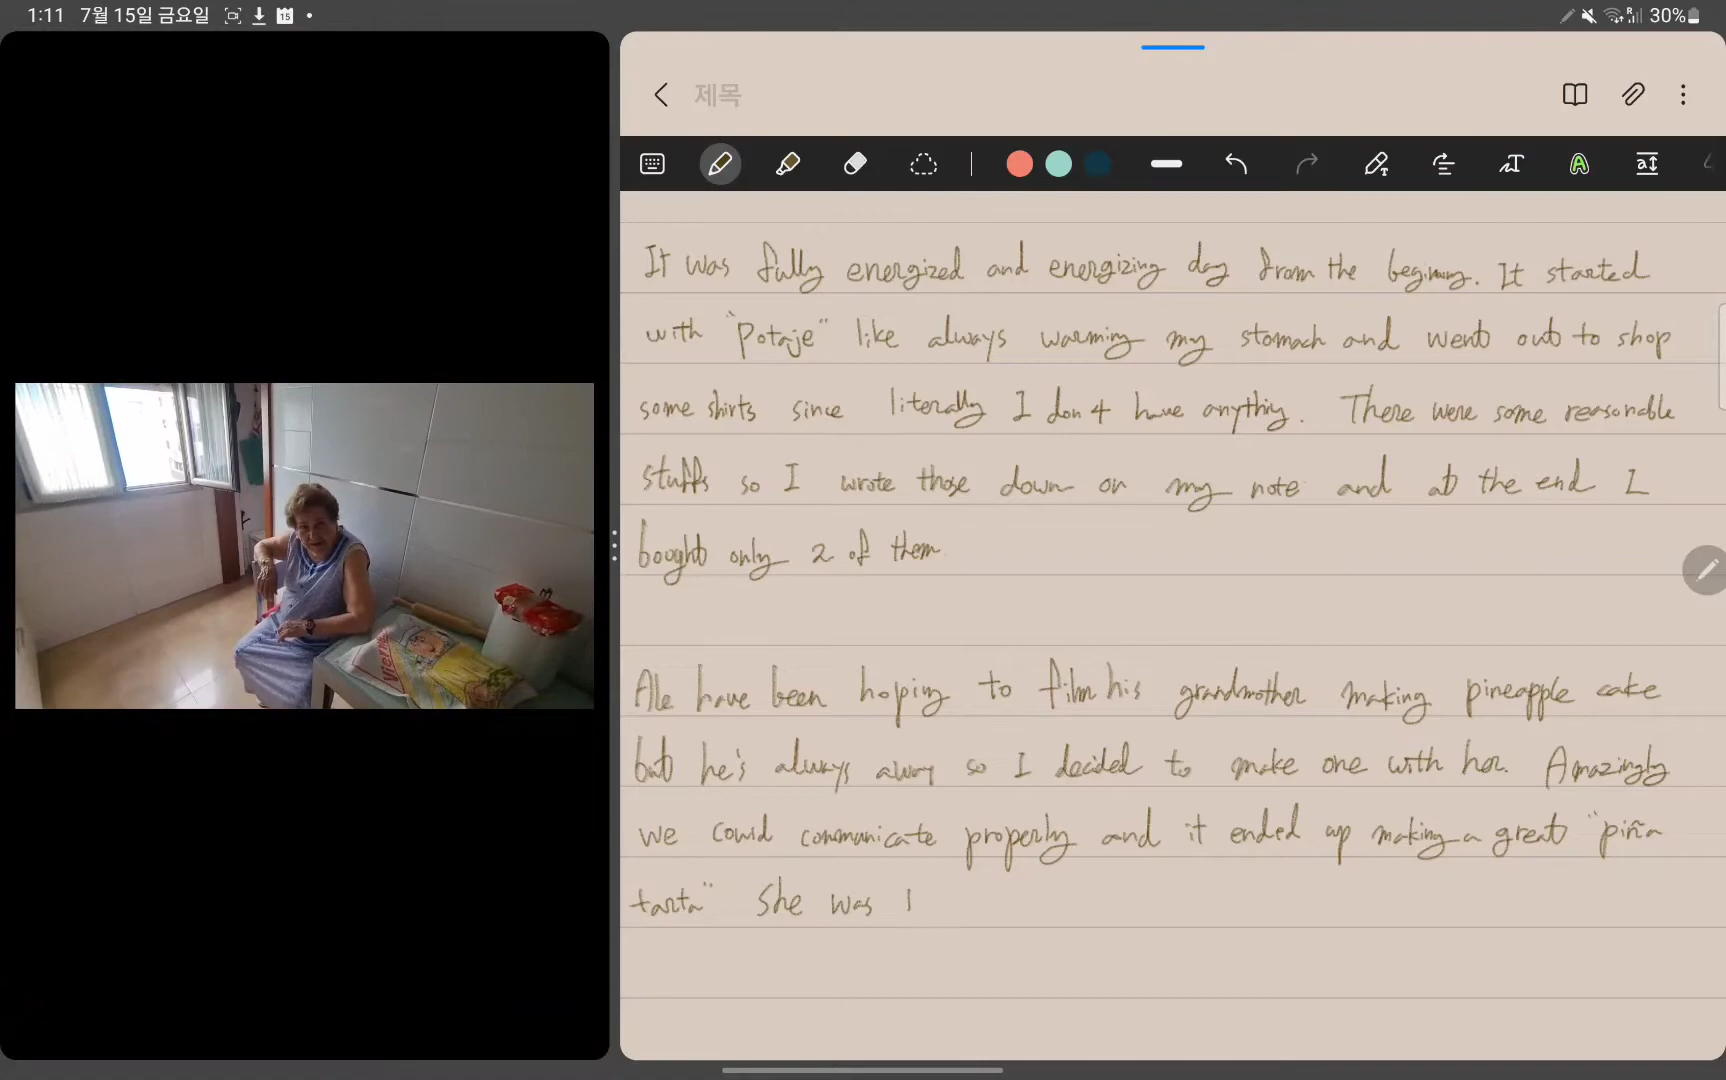 1:11 7월 15일 금요일 15 30%
제목
It was fully energized and energizing day from the begining. It started
with "Potaje" like always warming my stomach and went out to shop
some shirts since literally I don't have anything. There were some reasonable
stuffs so I wrote those down on my note and at the end I
bought only 2 of them
Ale have been hoping to film his grandmother making pineapple cake
but he's always away so I decided to make one with her. Amazingly
we could communicate properly and it ended up making a great "piña
tarta" She was
Viernes